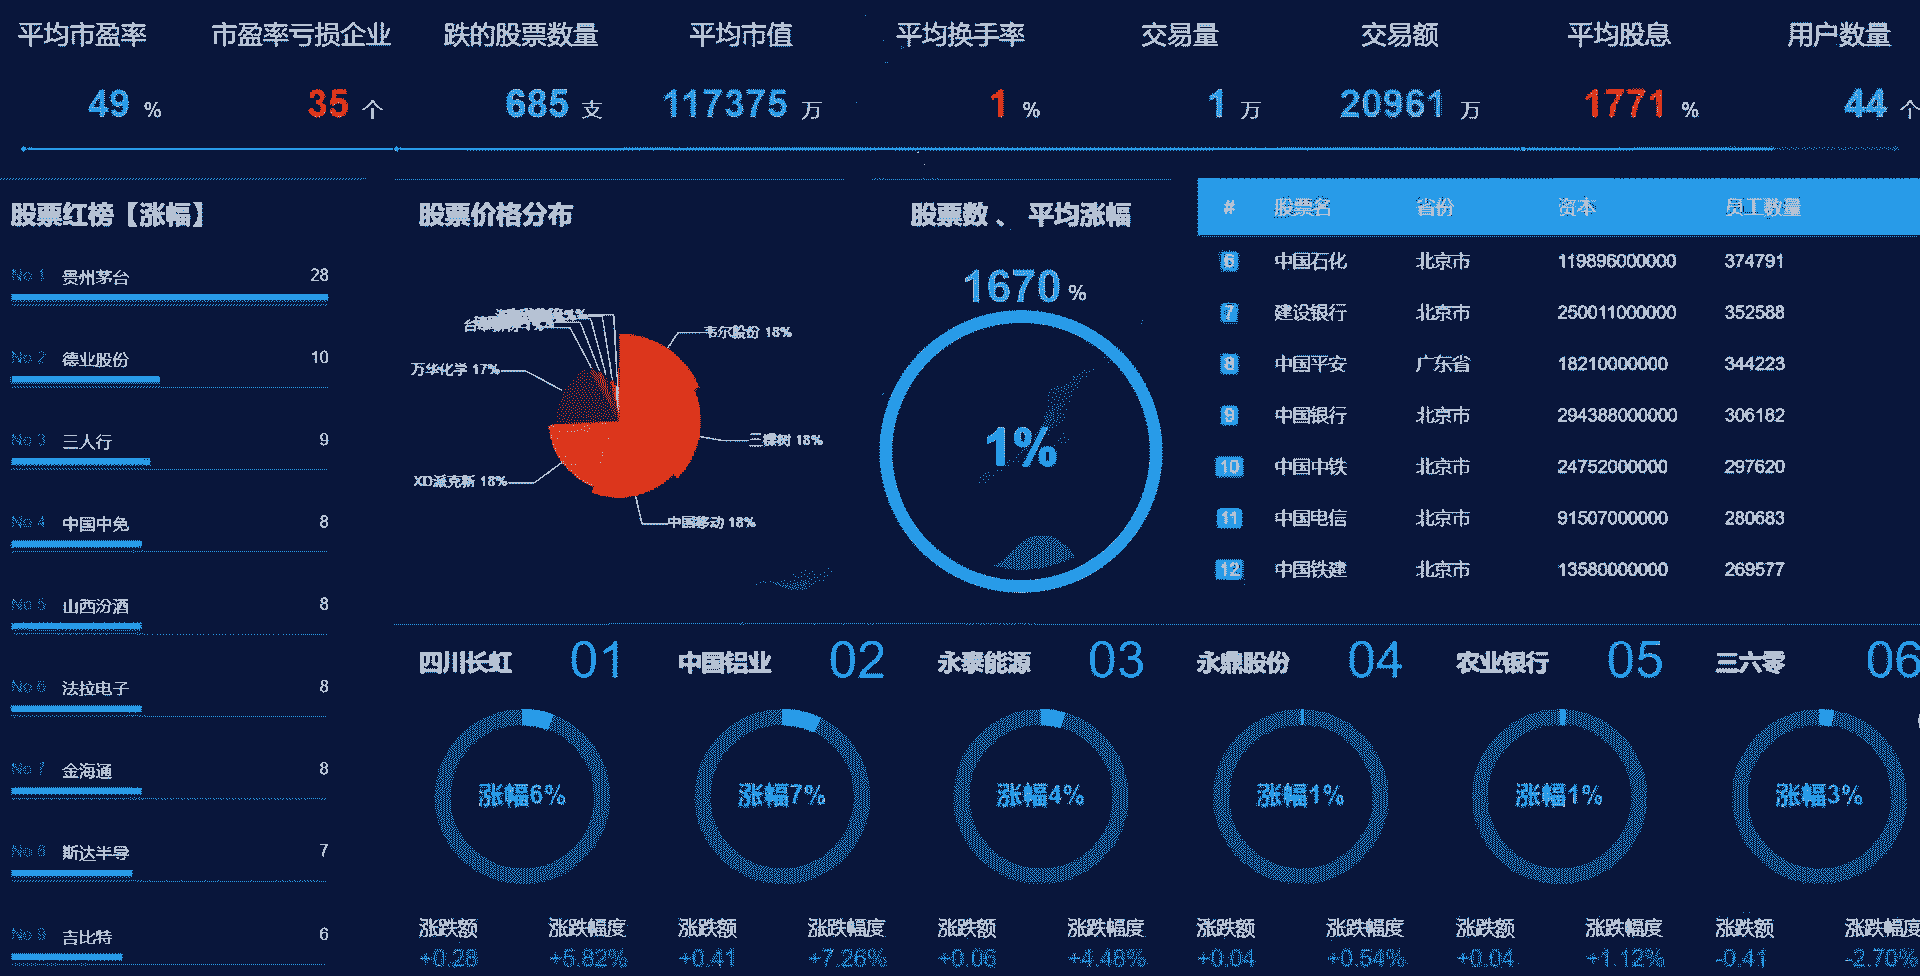 平均市盈率 市盈率亏损企业 跌的股票数量 平均市值 平均换手率 交易量 交易额 平均股息 用户数量
49 % 35 个 685 支 117375 万 1 % 1 万 20961 万 1771 % 44 个
股票红榜【涨幅】
No 1 贵州茅台 28
No 2 德业股份 10
No 3 三人行 9
No 4 中国中免 8
No 5 山西汾酒 8
No 6 法拉电子 8
No 7 金海通 8
No 8 斯达半导 7
No 9 吉比特 6
股票价格分布
韦尔股份 18%
三棵树 18%
中国移动 18%
XD派克新 18%
万华化学 17%
股票数 、 平均涨幅
1670 %
1%
# 股票名 省份 资本 员工数量
6 中国石化 北京市 119896000000 374791
7 建设银行 北京市 250011000000 352588
8 中国平安 广东省 18210000000 344223
9 中国银行 北京市 294388000000 306182
10 中国中铁 北京市 24752000000 297620
11 中国电信 北京市 91507000000 280683
12 中国铁建 北京市 13580000000 269577
四川长虹 01
涨幅6%
涨跌额 涨跌幅度
+0.28 +5.82%
中国铝业 02
涨幅7%
涨跌额 涨跌幅度
+0.41 +7.26%
永泰能源 03
涨幅4%
涨跌额 涨跌幅度
+0.06 +4.48%
永鼎股份 04
涨幅1%
涨跌额 涨跌幅度
+0.04 +0.54%
农业银行 05
涨幅1%
涨跌额 涨跌幅度
+0.04 +1.12%
三六零 06
涨幅3%
涨跌额 涨跌幅度
-0.41 -2.70%